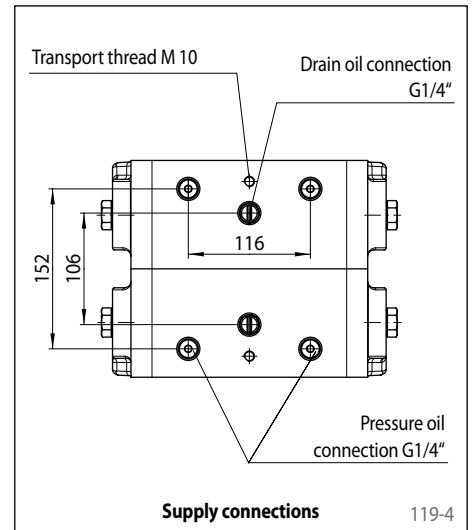 Transport thread M 10
Drain oil connection
G1/4“
116
152
106
Pressure oil
connection G1/4“
Supply connections
119-4